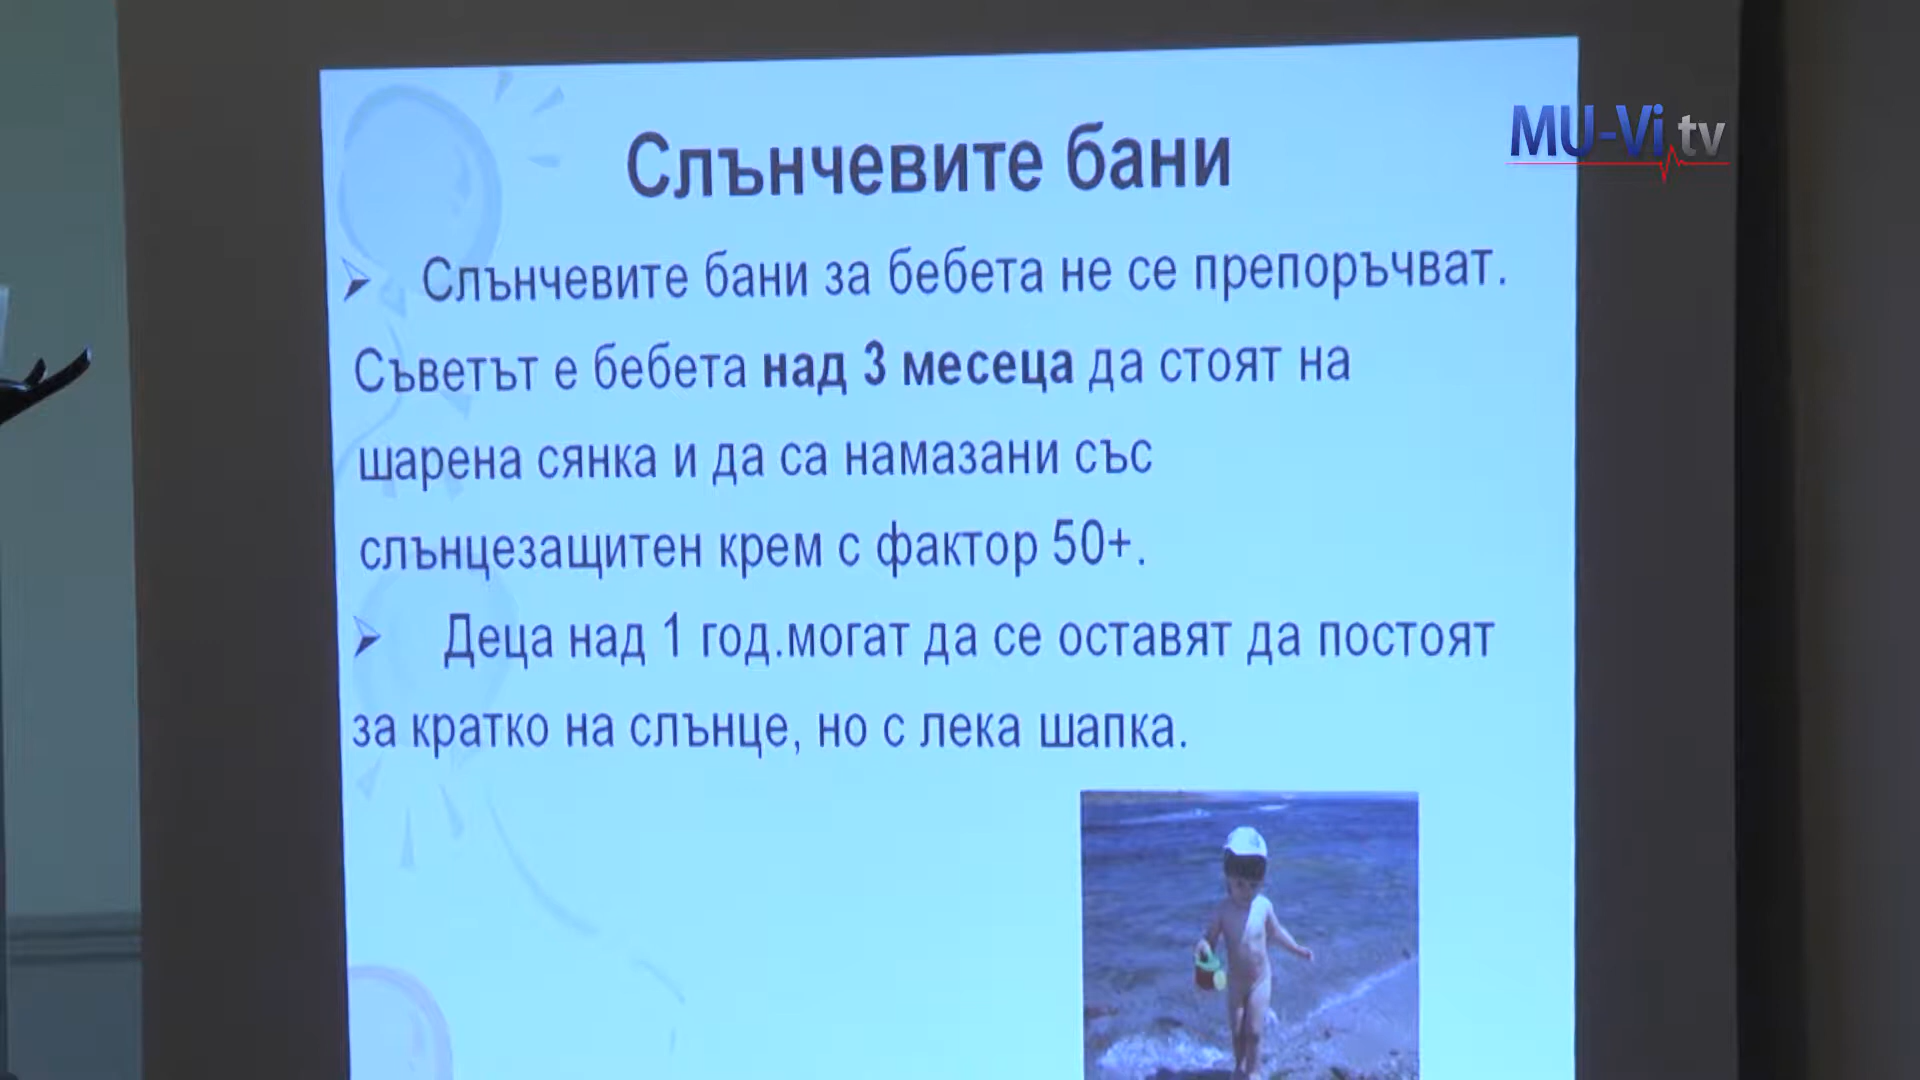 Слънчевите бани
MU-Vi.tv
Слънчевите бани за бебета не се препоръчват.
Съветът е бебета над 3 месеца да стоят на
шарена сянка и да са намазани със
слънцезащитен крем с фактор 50+.
Деца над 1 год.могат да се оставят да постоят
за кратко на слънце, но с лека шапка.